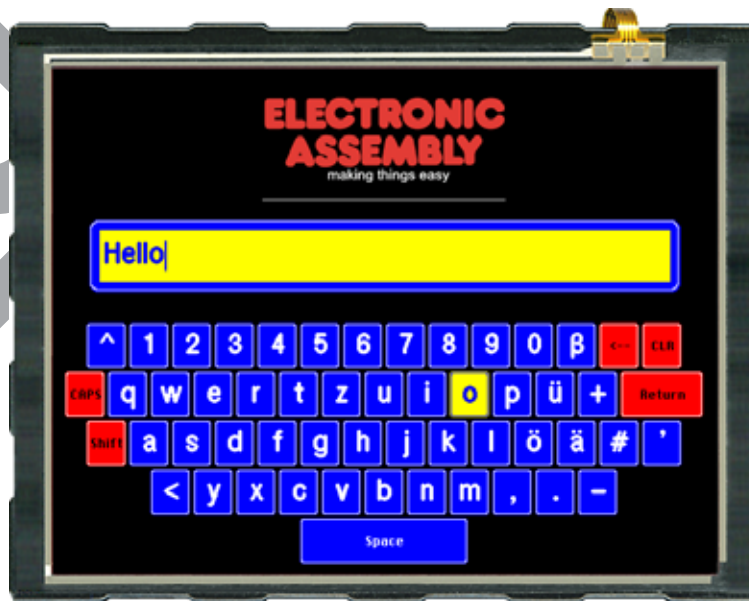 ELECTRONIC
ASSEMBLY
making things easy
Hello
^ 1 2 3 4 5 6 7 8 9 0 β <-- CLR
CAPS q w e r t z u i o p ü +  Return
Shift a s d f g h j k l ö ä # '
< y x c v b n m , . -
Space